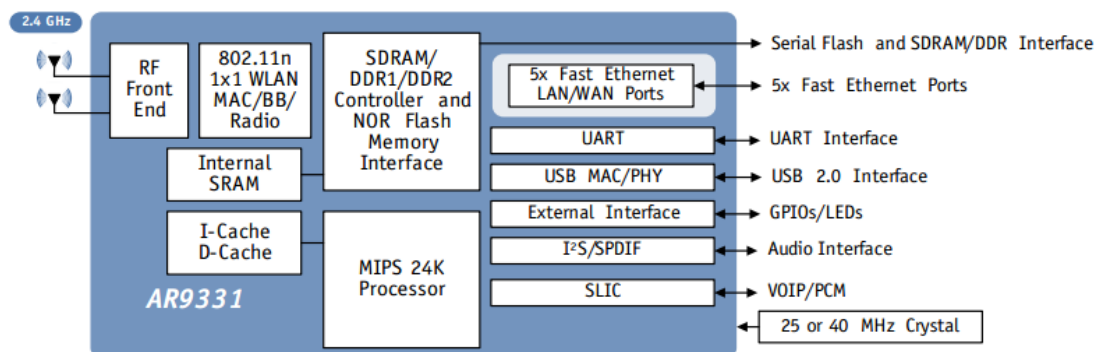 2.4 GHz
RF
Front
End
802.11n
1x1 WLAN
MAC/BB/
Radio
SDRAM/
DDR1/DDR2
Controller and
NOR Flash
Memory
Interface
Internal
SRAM
I-Cache
D-Cache
MIPS 24K
Processor
AR9331
5x Fast Ethernet
LAN/WAN Ports
UART
USB MAC/PHY
External Interface
I²S/SPDIF
SLIC
Serial Flash and SDRAM/DDR Interface
5x Fast Ethernet Ports
UART Interface
USB 2.0 Interface
GPIOs/LEDs
Audio Interface
VOIP/PCM
25 or 40 MHz Crystal